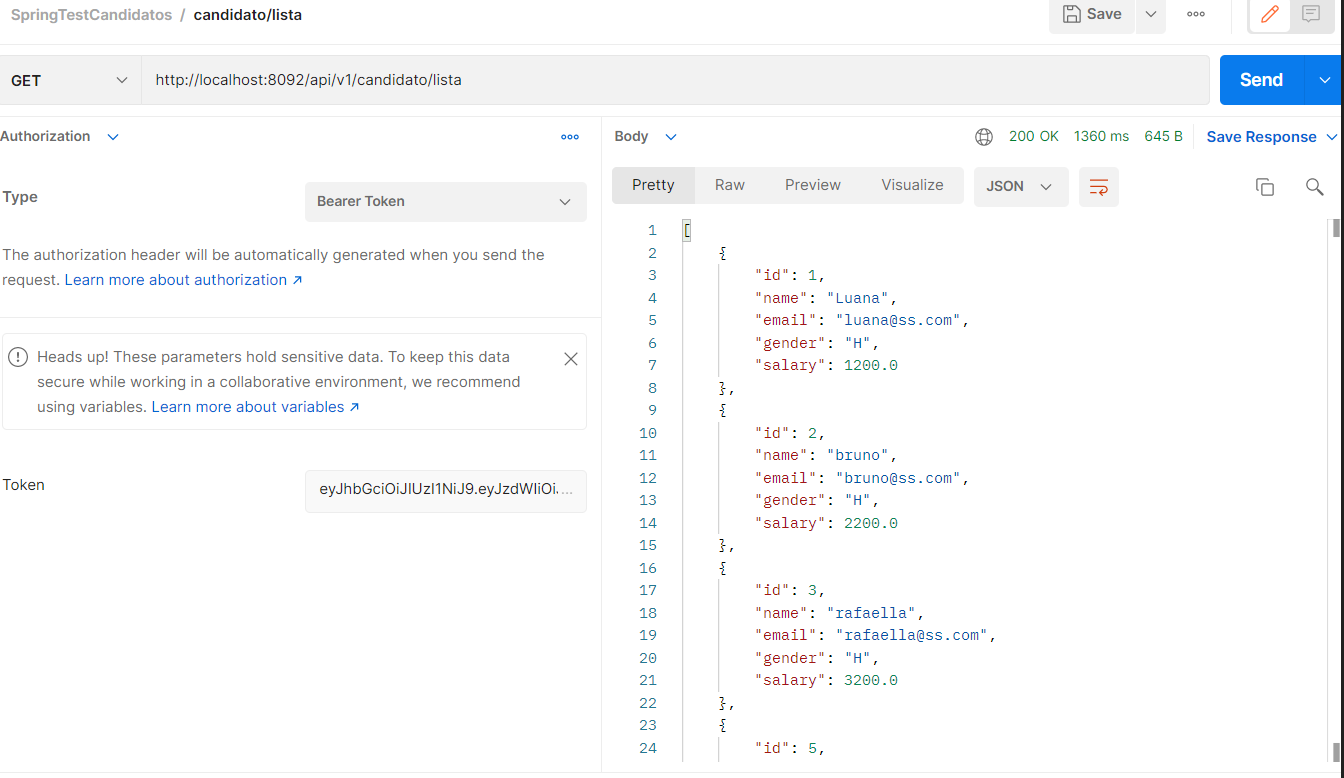 SpringTestCandidatos / candidato/lista
Save
GET
http://localhost:8092/api/v1/candidato/lista
Send
Authorization
Type
Bearer Token
The authorization header will be automatically generated when you send the
request. Learn more about authorization ↗
Heads up! These parameters hold sensitive data. To keep this data
secure while working in a collaborative environment, we recommend
using variables. Learn more about variables ↗
Token
eyJhbGciOiJIUzI1NiJ9.eyJzdWIiOi....
Body
200 OK 1360 ms 645 B Save Response
Pretty Raw Preview Visualize JSON
1 [
2 {
3 "id": 1,
4 "name": "Luana",
5 "email": "luana@ss.com",
6 "gender": "H",
7 "salary": 1200.0
8 },
9 {
10 "id": 2,
11 "name": "bruno",
12 "email": "bruno@ss.com",
13 "gender": "H",
14 "salary": 2200.0
15 },
16 {
17 "id": 3,
18 "name": "rafaella",
19 "email": "rafaella@ss.com",
20 "gender": "H",
21 "salary": 3200.0
22 },
23 {
24 "id": 5,